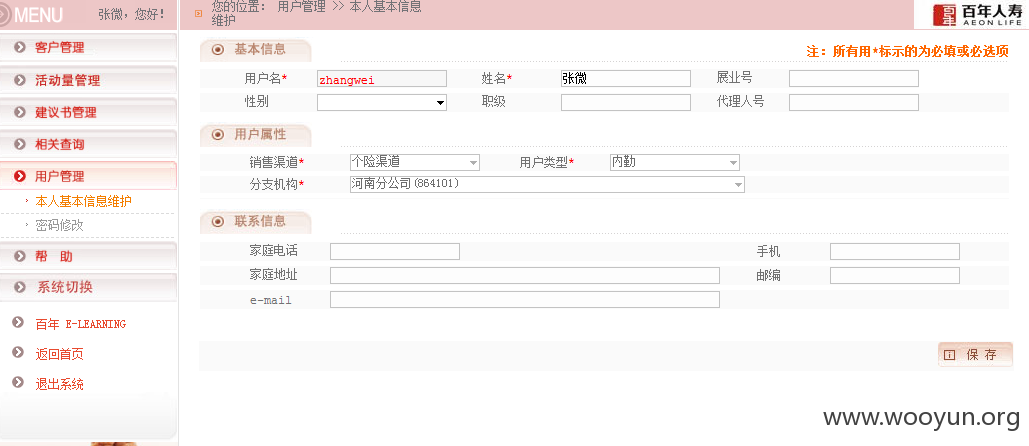 MENU 张微，您好！
您的位置： 用户管理 >> 本人基本信息
维护
百年人寿
AEON LIFE
客户管理
活动量管理
建议书管理
相关查询
用户管理
本人基本信息维护
密码修改
帮 助
系统切换
百年 E-LEARNING
返回首页
退出系统
基本信息
注：所有用*标示的为必填或必选项
用户名* zhangwei 姓名* 张微 展业号
性别 职级 代理人号
用户属性
销售渠道* 个险渠道 用户类型* 内勤
分支机构* 河南分公司(864101)
联系信息
家庭电话 手机
家庭地址 邮编
e-mail
保 存
www.wooyun.org